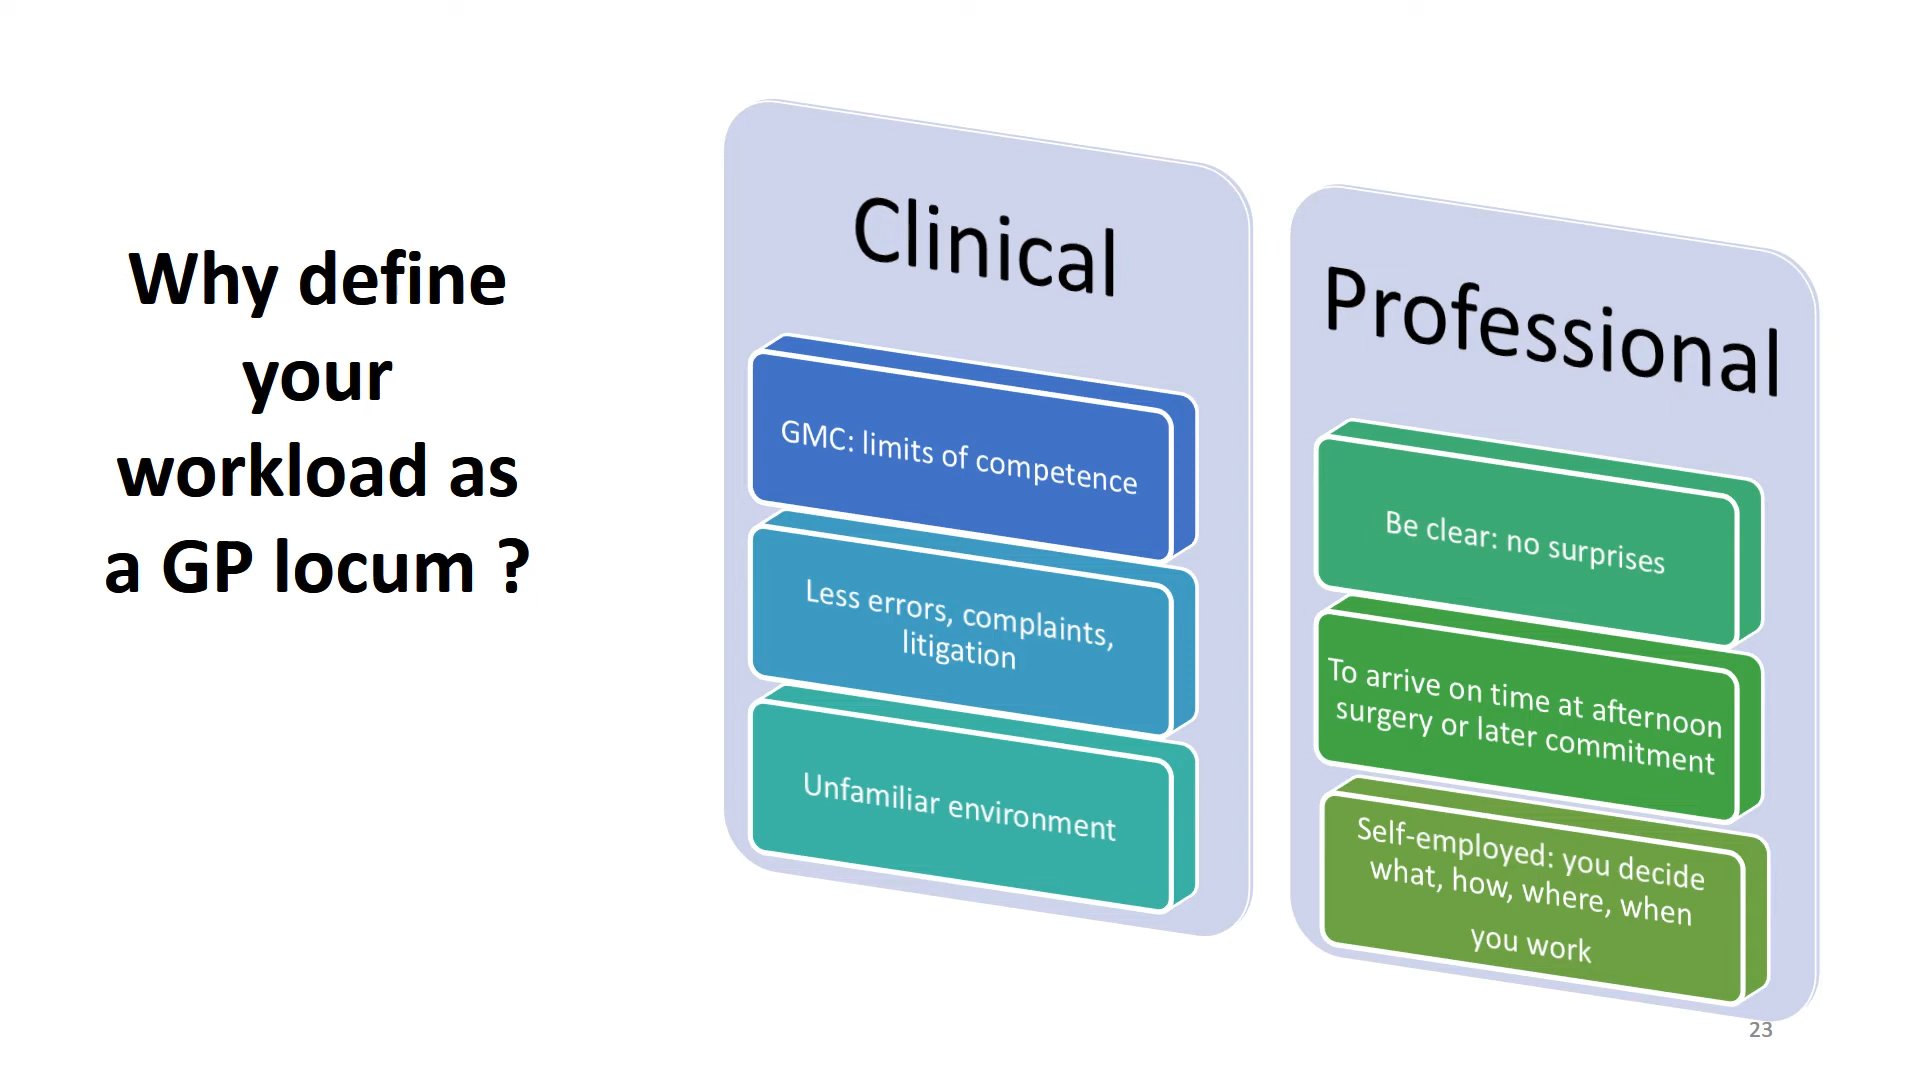 Why define
your
workload as
a GP locum ?
Clinical
GMC: limits of competence
Less errors, complaints,
litigation
Unfamiliar environment
Professional
Be clear: no surprises
To arrive on time at afternoon
surgery or later commitment
Self-employed: you decide
what, how, where, when
you work
23